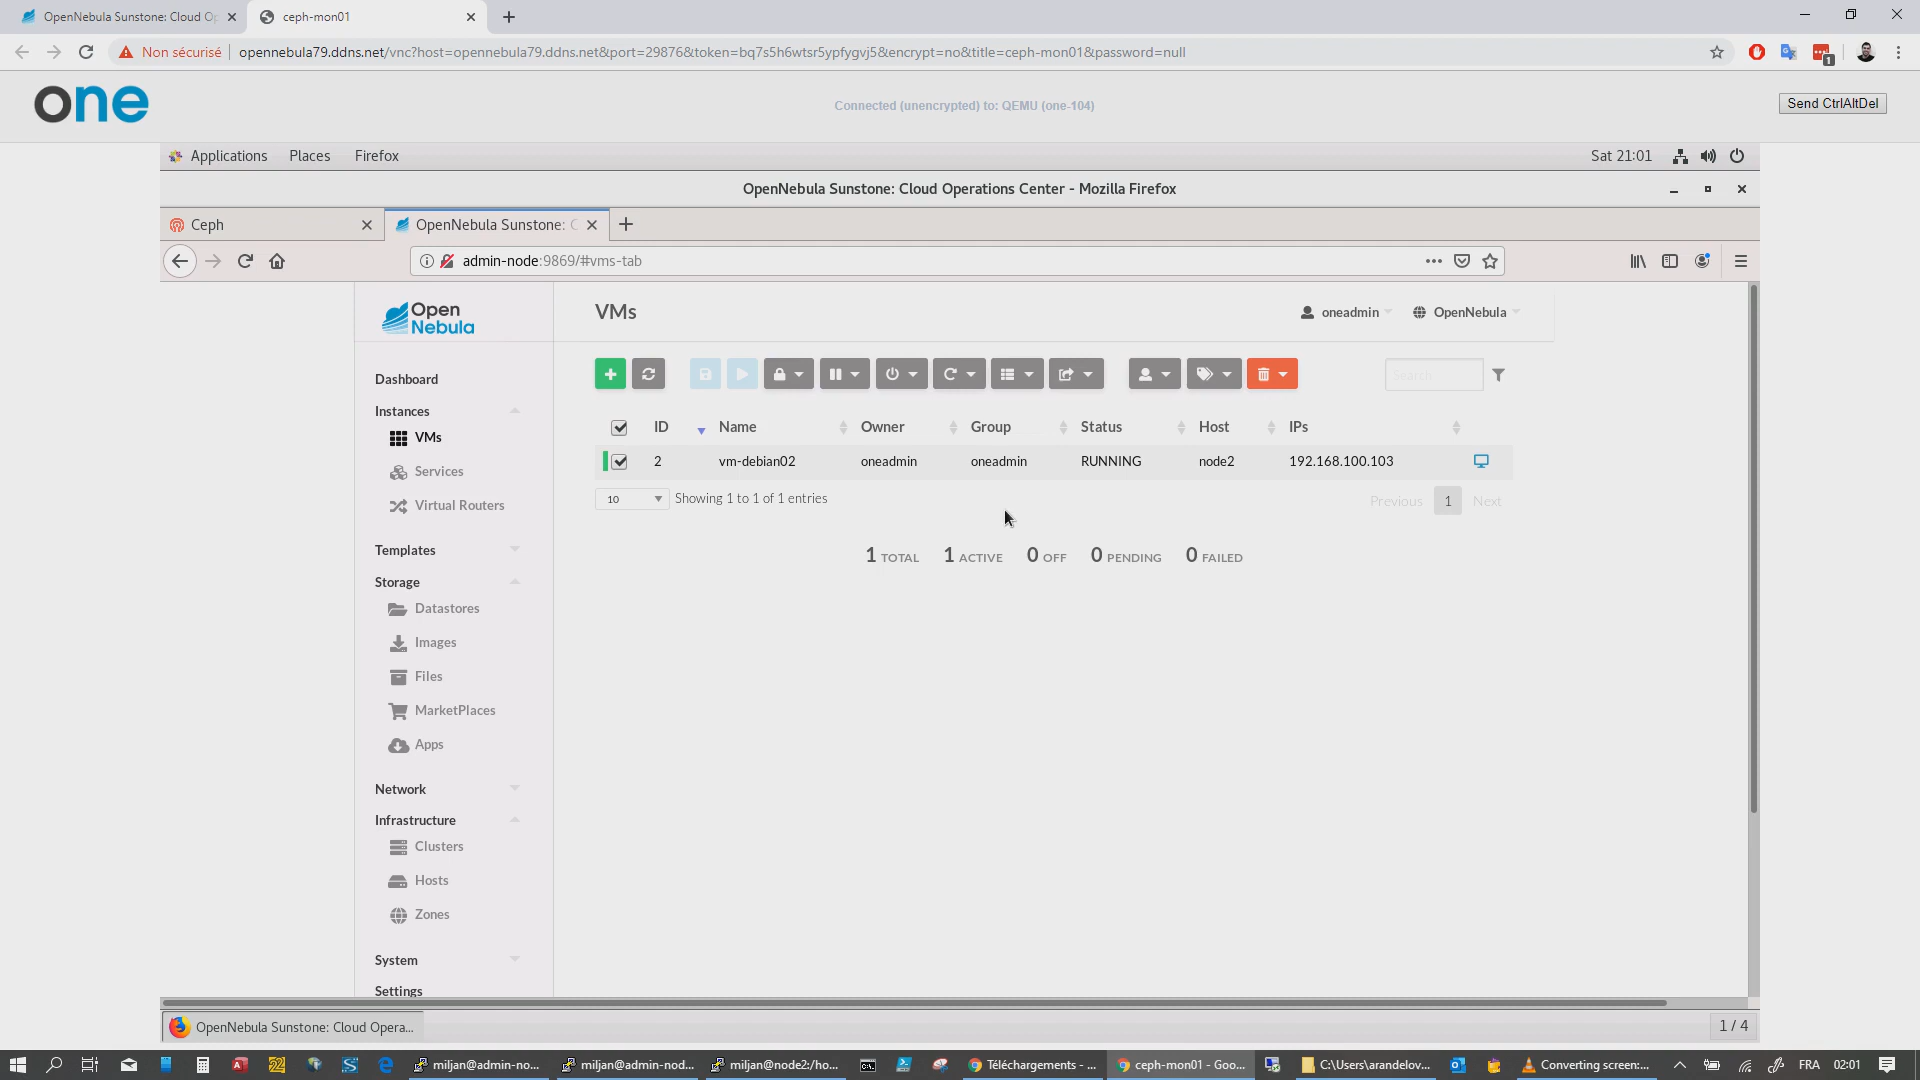 OpenNebula Sunstone: Cloud Op
ceph-mon01
Non sécurisé
opennebula79.ddns.net/vnc?host=opennebula79.ddns.net&port=29876&token=bq7s5h6wtsr5ypfygvj5&encrypt=no&title=ceph-mon01&password=null
1
one
Connected (unencrypted) to: QEMU (one-104)
Send CtrlAltDel
Applications Places Firefox
Sat 21:01
OpenNebula Sunstone: Cloud Operations Center - Mozilla Firefox
Ceph
OpenNebula Sunstone: C
admin-node:9869/#vms-tab
Open
Nebula
VMs
oneadmin
OpenNebula
Dashboard
Instances
VMs
Services
Virtual Routers
Templates
Storage
Datastores
Images
Files
MarketPlaces
Apps
Network
Infrastructure
Clusters
Hosts
Zones
System
Settings
Search
ID Name Owner Group Status Host IPs
2 vm-debian02 oneadmin oneadmin RUNNING node2 192.168.100.103
10
Showing 1 to 1 of 1 entries
Previous 1 Next
1 TOTAL 1 ACTIVE 0 OFF 0 PENDING 0 FAILED
OpenNebula Sunstone: Cloud Opera...
1 / 4
miljan@admin-no...
miljan@admin-nod...
miljan@node2:/ho...
Téléchargements - ...
ceph-mon01 - Goo...
C:\Users\arandelov...
Converting screen:...
FRA
02:01